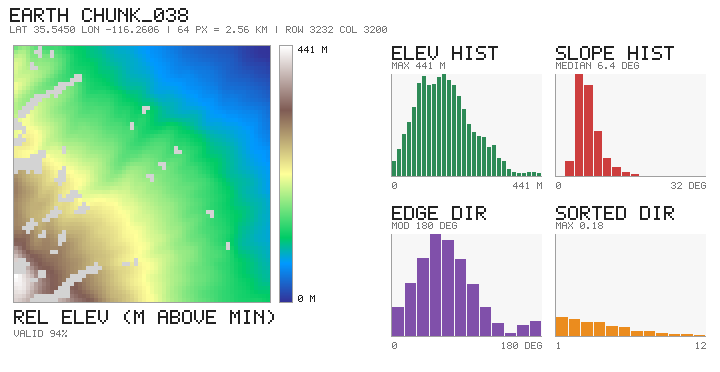 EARTH CHUNK_038
LAT 35.5450 LON -116.2606 | 64 PX = 2.56 KM | ROW 3232 COL 3200
441 M
0 M
REL ELEV (M ABOVE MIN)
VALID 94%
ELEV HIST
MAX 441 M
0 441 M
SLOPE HIST
MEDIAN 6.4 DEG
0 32 DEG
EDGE DIR
MOD 180 DEG
0 180 DEG
SORTED DIR
MAX 0.18
1 12